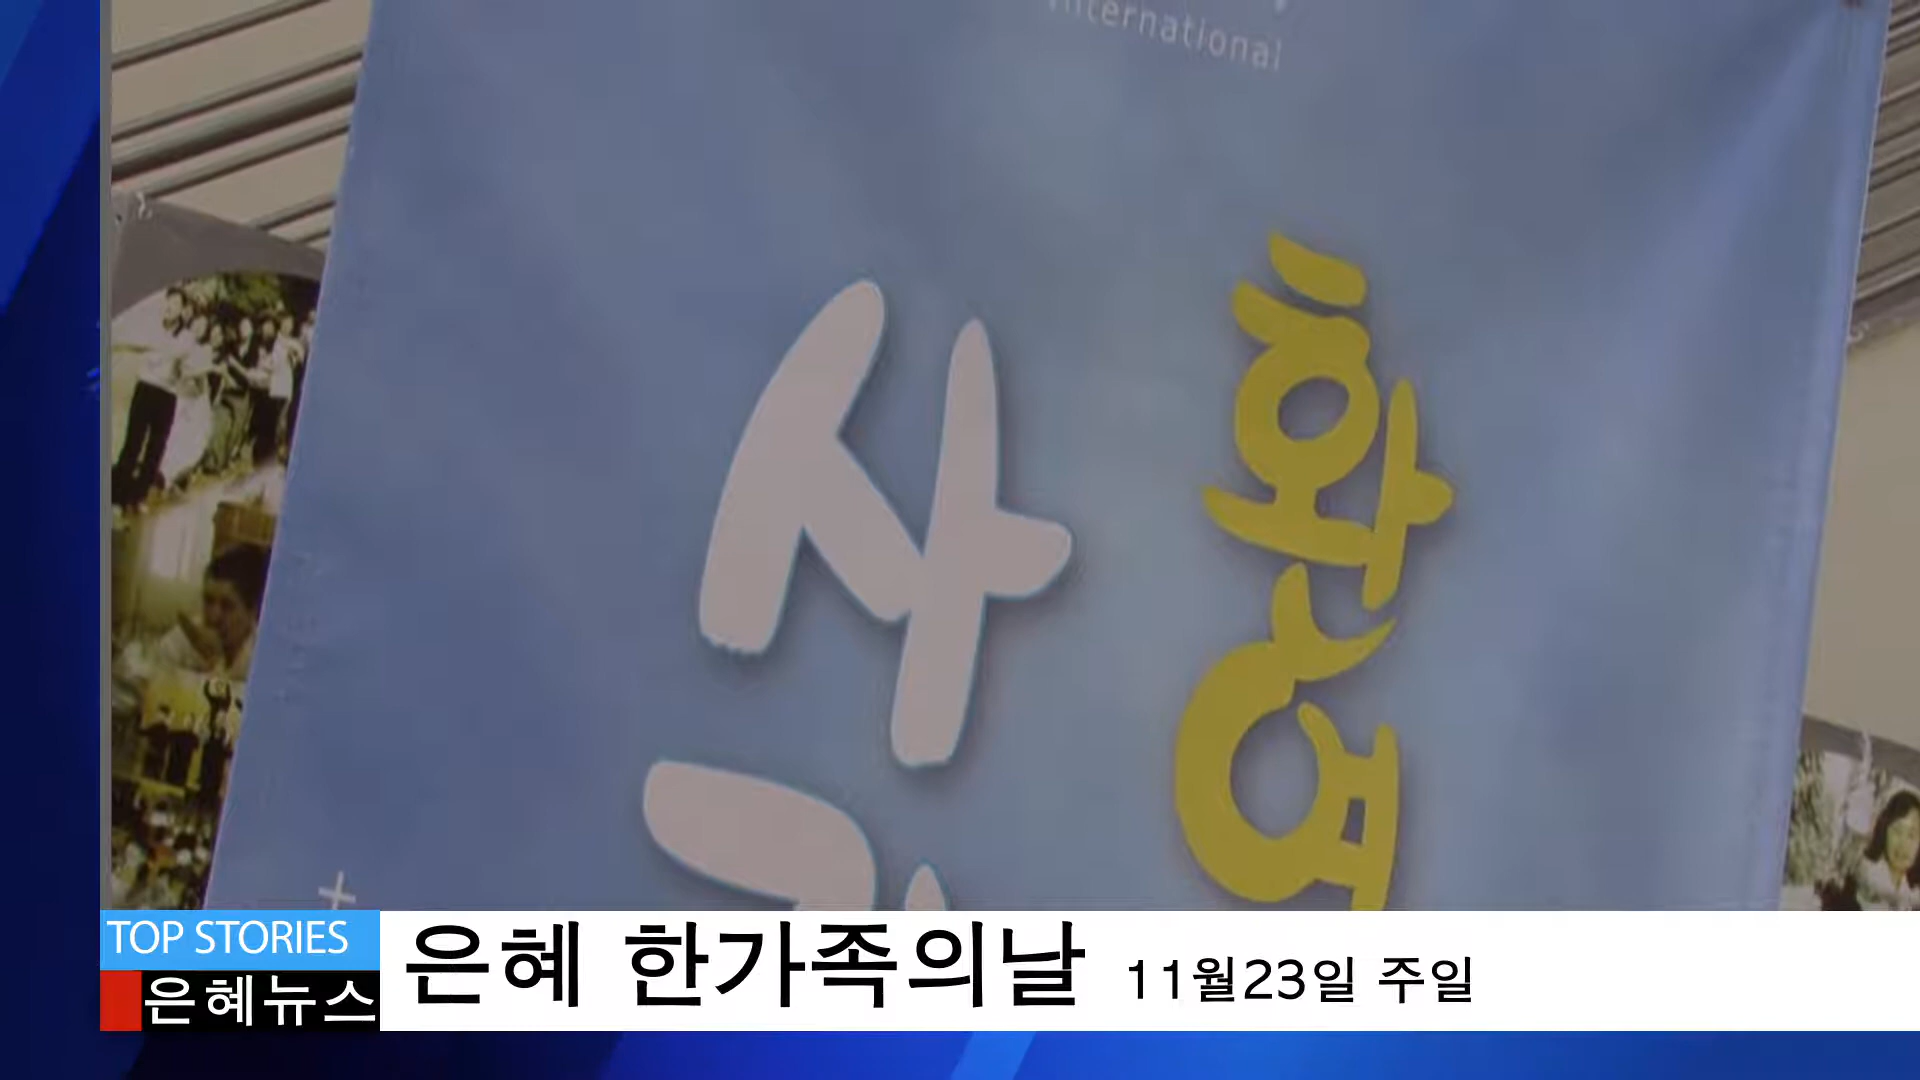 International
사
환영
TOP STORIES
은혜 한가족의날 11월23일 주일
은혜뉴스